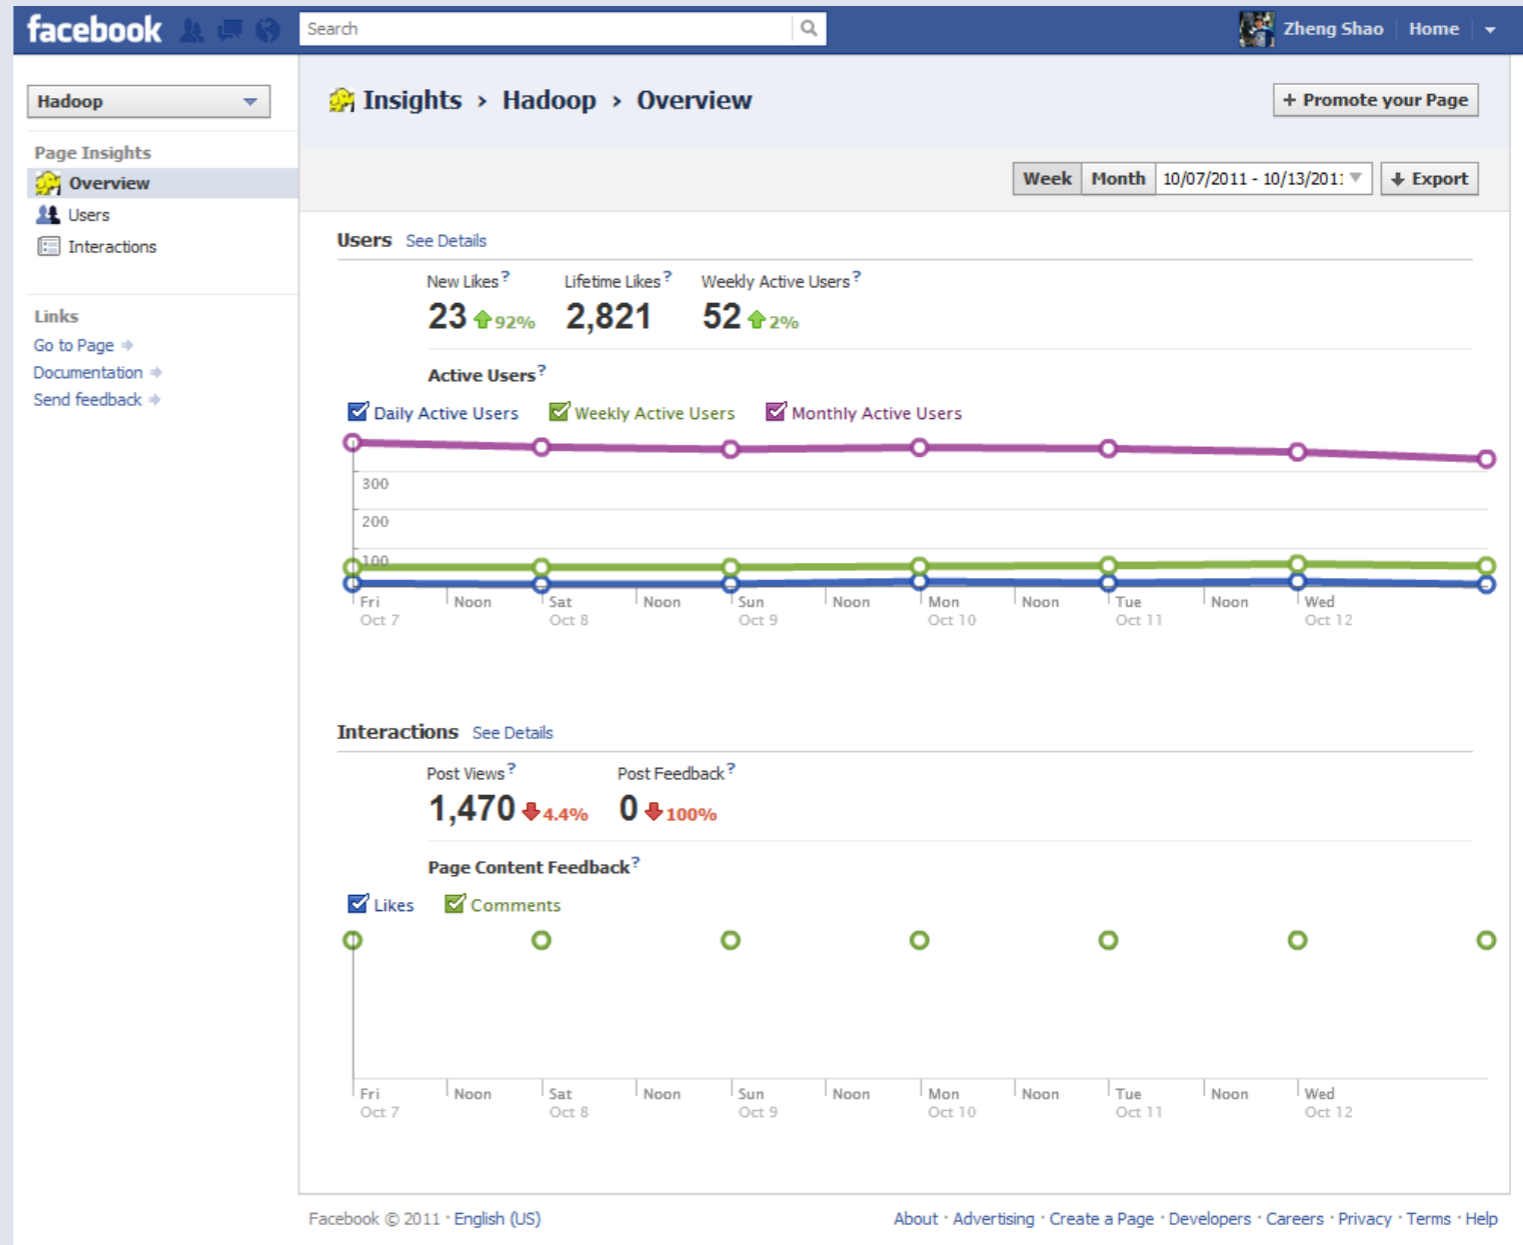 facebook
Search
Zheng Shao
Home
Hadoop
Page Insights
Overview
Users
Interactions
Links
Go to Page
Documentation
Send feedback
Insights › Hadoop › Overview
+ Promote your Page
Week Month 10/07/2011 - 10/13/2011 Export
Users See Details
New Likes? Lifetime Likes? Weekly Active Users?
23 92% 2,821 52 2%
Active Users?
Daily Active Users Weekly Active Users Monthly Active Users
300
200
100
Fri Noon Sat Noon Sun Noon Mon Noon Tue Noon Wed
Oct 7 Oct 8 Oct 9 Oct 10 Oct 11 Oct 12
Interactions See Details
Post Views? Post Feedback?
1,470 4.4% 0 100%
Page Content Feedback?
Likes Comments
Fri Noon Sat Noon Sun Noon Mon Noon Tue Noon Wed
Oct 7 Oct 8 Oct 9 Oct 10 Oct 11 Oct 12
Facebook © 2011 · English (US)
About · Advertising · Create a Page · Developers · Careers · Privacy · Terms · Help